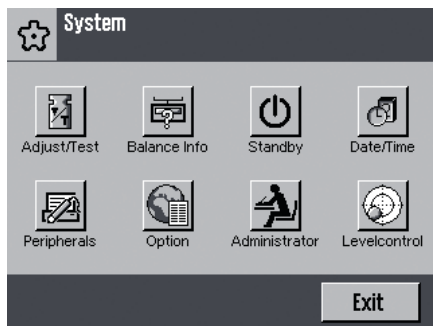 System
Adjust/Test Balance Info Standby Date/Time
Peripherals Option Administrator Levelcontrol
Exit